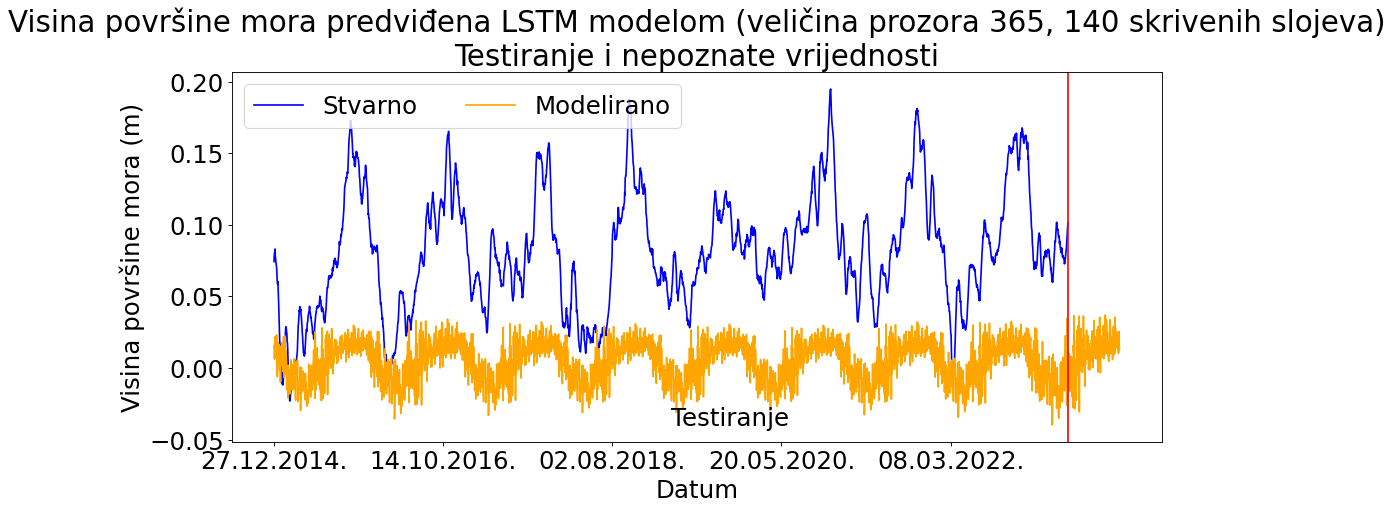 Visina površine mora predviđena LSTM modelom (veličina prozora 365, 140 skrivenih slojeva)
Testiranje i nepoznate vrijednosti
Stvarno
Modelirano
Visina površine mora (m)
0.20
0.15
0.10
0.05
0.00
−0.05
Testiranje
27.12.2014.
14.10.2016.
02.08.2018.
20.05.2020.
08.03.2022.
Datum